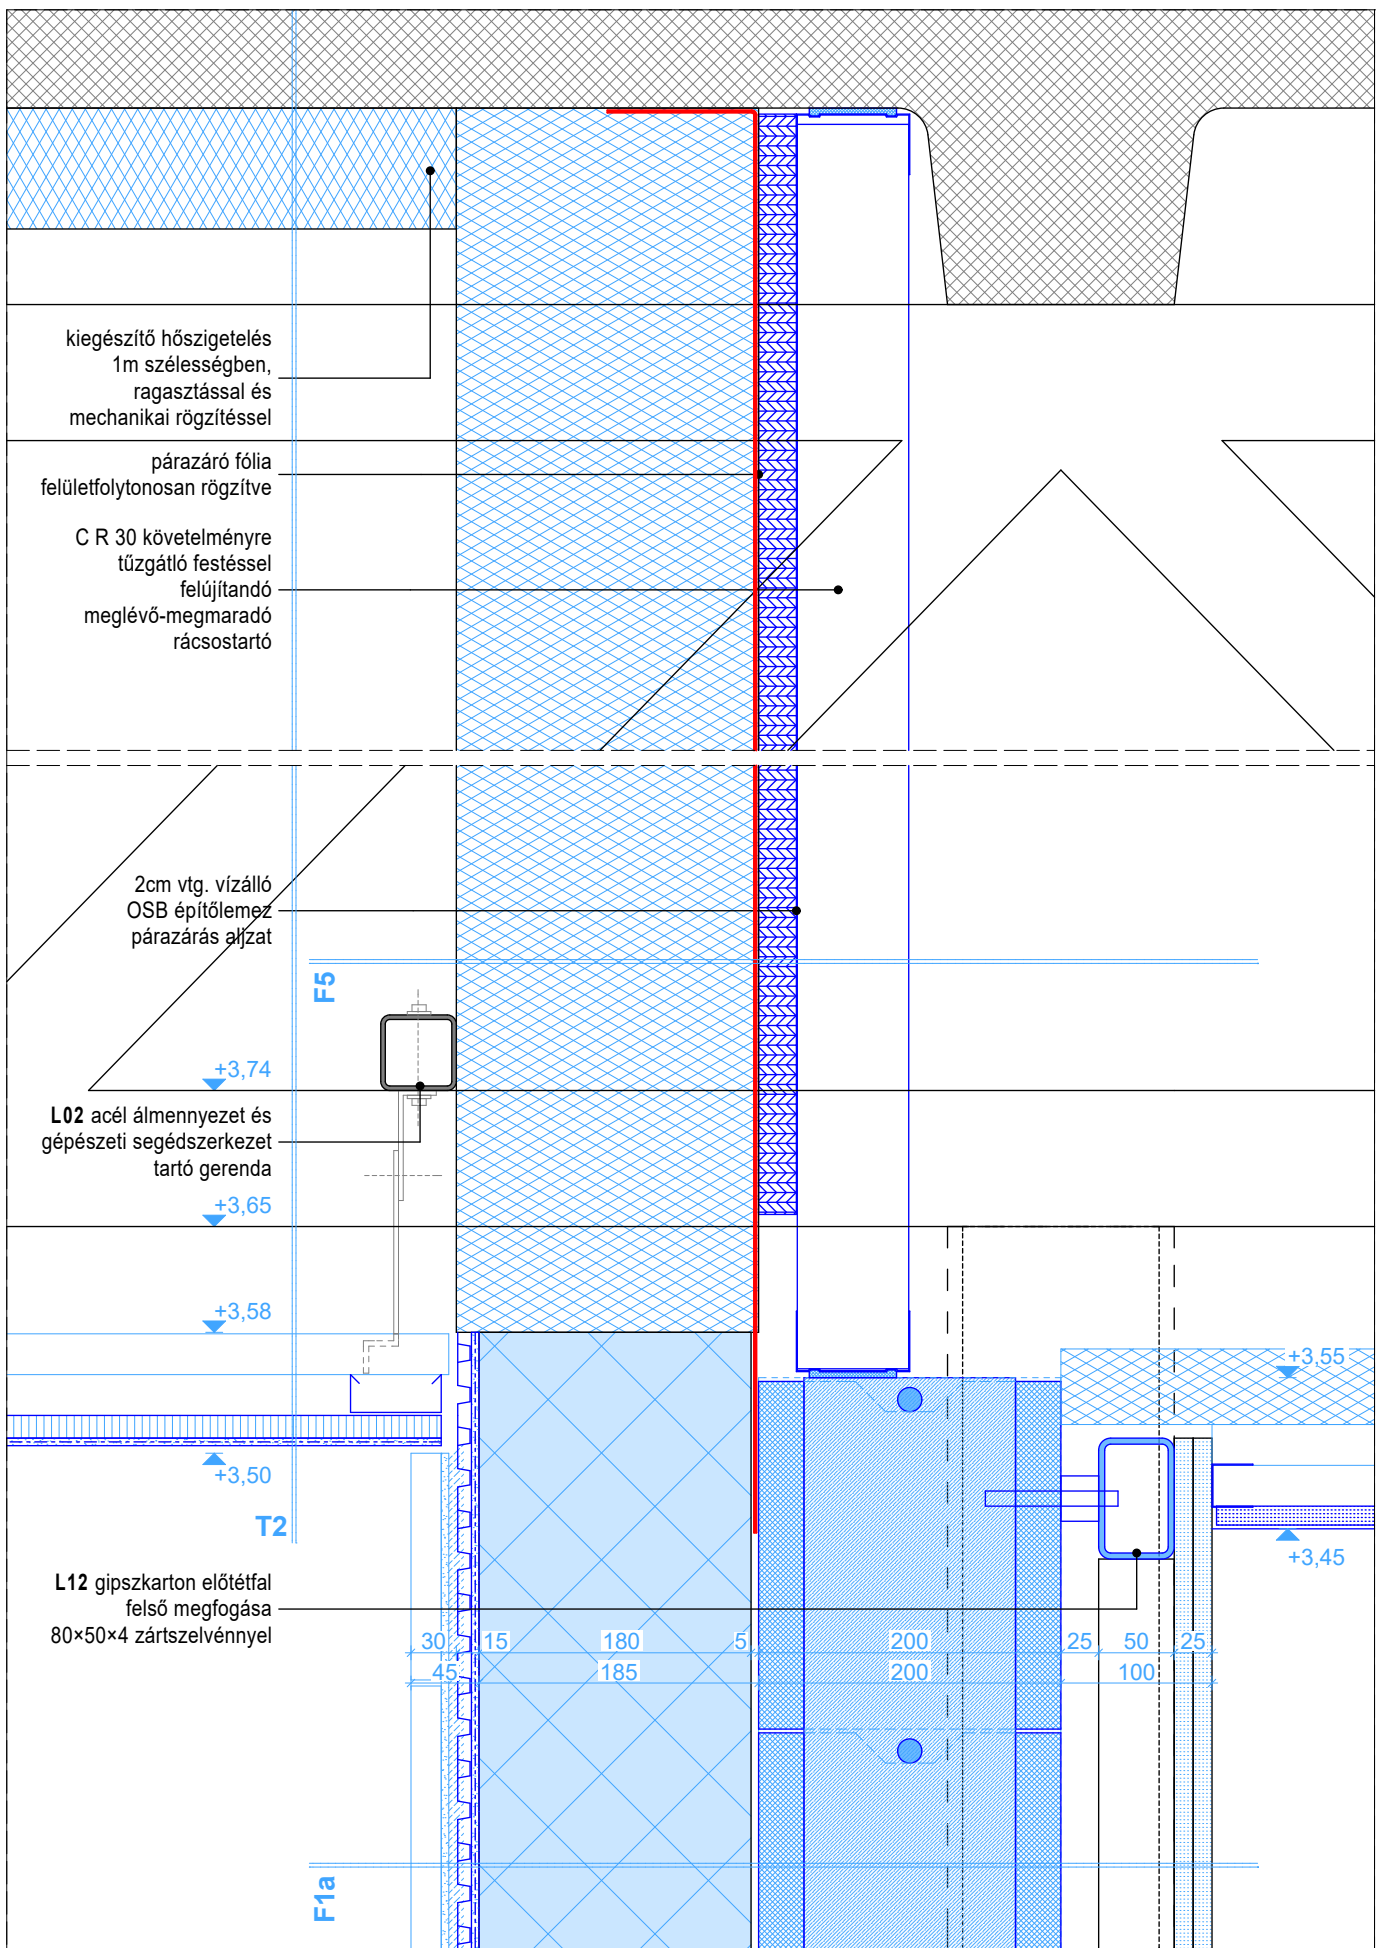 kiegészítő hőszigetelés
1m szélességben,
ragasztással és
mechanikai rögzítéssel
párazáró fólia
felületfolytonosan rögzítve
C R 30 követelményre
tűzgátló festéssel
felújítandó
meglévő-megmaradó
rácsostartó
2cm vtg. vízálló
OSB építőlemez
párazárás aljzat
F5
+3,74
L02 acél álmennyezet és
gépészeti segédszerkezet
tartó gerenda
+3,65
+3,58
+3,55
+3,50
T2
+3,45
L12 gipszkarton előtétfal
felső megfogása
80×50×4 zártszelvénnyel
30 15 180 5 200 25 50 25
45 185 200 100
F1a